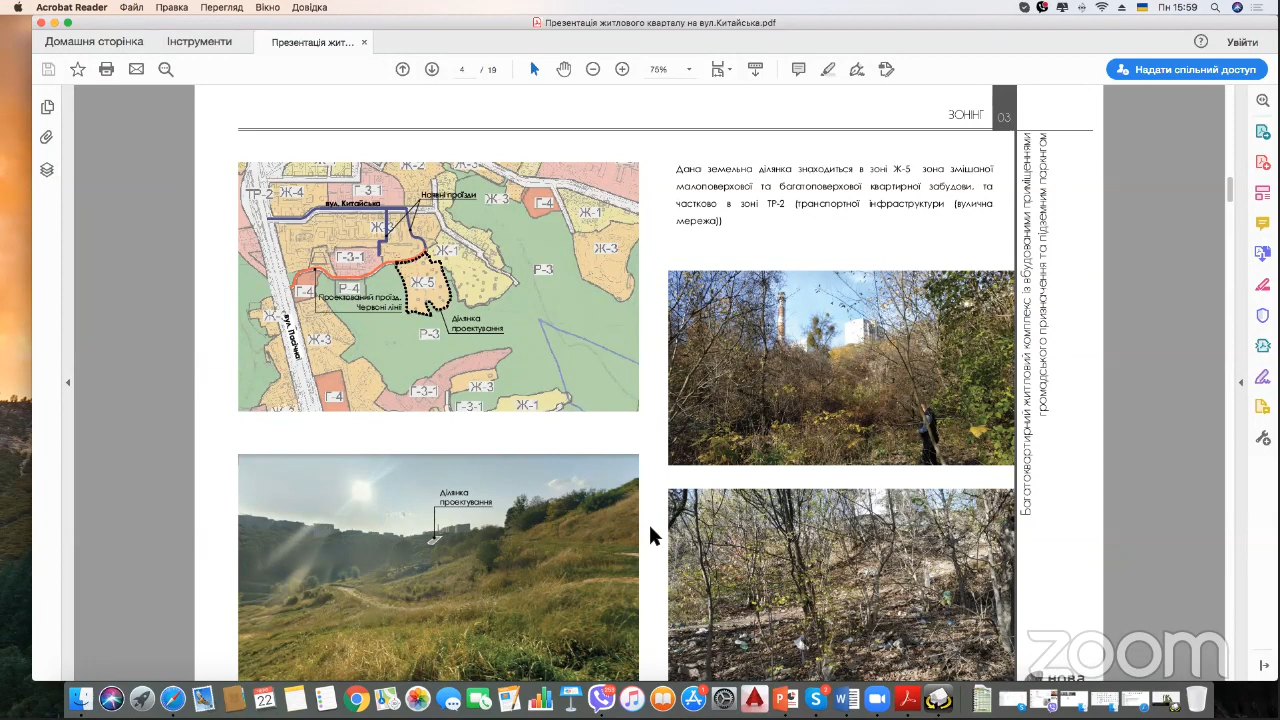 Acrobat Reader Файл Правка Перегляд Вікно Довідка
Пн 15:59
Презентація житлового кварталу на вул.Китайська.pdf
Домашня сторінка Інструменти Презентація жит... × Увійти
4 / 19 75% Надати спільний доступ
ЗОНІНГ 03
Дана земельна ділянка знаходиться в зоні Ж-5 зона змішаної
малоповерхової та багатоповерхової квартирної забудови, та
частково в зоні ТР-2 (транспортної інфраструктури (вулична
мережа))
Багатоквартирний житловий комплекс із вбудованими приміщеннями
громадського призначення та підземним паркінгом
ТР-2
Ж-4
Г-3-1
Ж-2
Наявні проїзди
вул. Китайська
Ж-3
Г-4
Ж-1
Ж-3
Ж-1
Г-3-1
Р-3
Г-4
Р-4
Ж-5
Проектований проїзд.
Червоні лінії
Ділянка
проектування
вул. Пасічна
Ж-3
Р-3
Г-4
Г-3-1
Ж-3
Г-3-1
Ж-1
Ділянка
проектування
zoom
НОВА
22